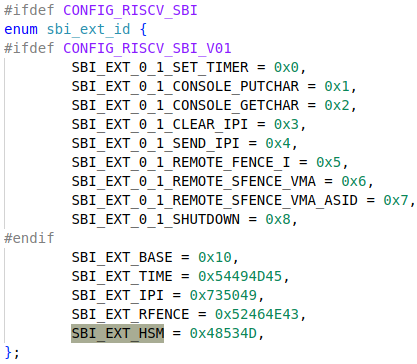 #ifdef CONFIG_RISCV_SBI
enum sbi_ext_id {
#ifdef CONFIG_RISCV_SBI_V01
        SBI_EXT_0_1_SET_TIMER = 0x0,
        SBI_EXT_0_1_CONSOLE_PUTCHAR = 0x1,
        SBI_EXT_0_1_CONSOLE_GETCHAR = 0x2,
        SBI_EXT_0_1_CLEAR_IPI = 0x3,
        SBI_EXT_0_1_SEND_IPI = 0x4,
        SBI_EXT_0_1_REMOTE_FENCE_I = 0x5,
        SBI_EXT_0_1_REMOTE_SFENCE_VMA = 0x6,
        SBI_EXT_0_1_REMOTE_SFENCE_VMA_ASID = 0x7,
        SBI_EXT_0_1_SHUTDOWN = 0x8,
#endif
        SBI_EXT_BASE = 0x10,
        SBI_EXT_TIME = 0x54494D45,
        SBI_EXT_IPI = 0x735049,
        SBI_EXT_RFENCE = 0x52464E43,
        SBI_EXT_HSM = 0x48534D,
};